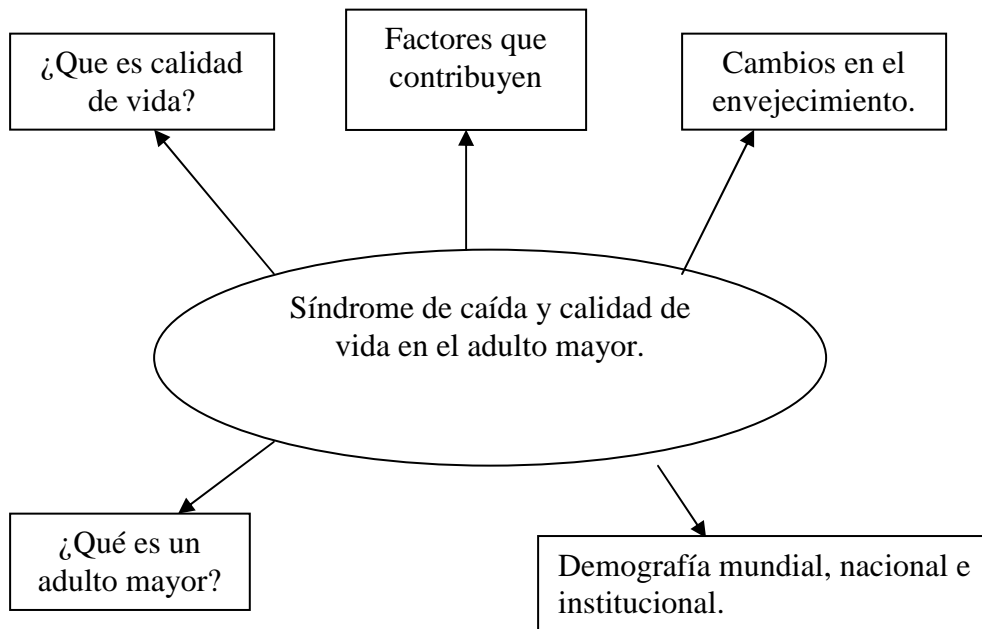 ¿Que es calidad
de vida?
Factores que
contribuyen
Cambios en el
envejecimiento.
Síndrome de caída y calidad de
vida en el adulto mayor.
¿Qué es un
adulto mayor?
Demografía mundial, nacional e
institucional.